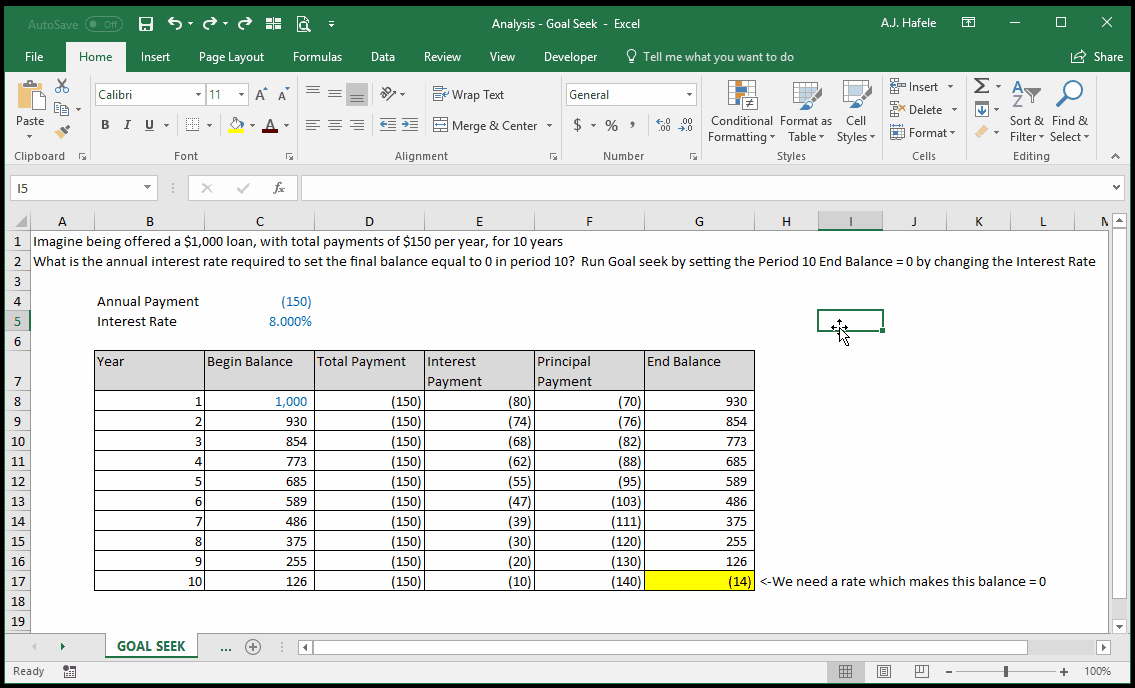 AutoSave Off Analysis - Goal Seek - Excel A.J. Hafele
File Home Insert Page Layout Formulas Data Review View Developer Tell me what you want to do Share
Paste Calibri 11 A A Wrap Text General Conditional Formatting Format as Table Cell Styles Insert Sort & Filter Find & Select
B I U A Merge & Center $ % , Delete
Format
Clipboard Font Alignment Number Styles Cells Editing
I5 fx
A B C D E F G H I J K L M
1 Imagine being offered a $1,000 loan, with total payments of $150 per year, for 10 years
2 What is the annual interest rate required to set the final balance equal to 0 in period 10? Run Goal seek by setting the Period 10 End Balance = 0 by changing the Interest Rate
3
4 Annual Payment (150)
5 Interest Rate 8.000%
6
7 Year Begin Balance Total Payment Interest Payment Principal Payment End Balance
8 1 1,000 (150) (80) (70) 930
9 2 930 (150) (74) (76) 854
10 3 854 (150) (68) (82) 773
11 4 773 (150) (62) (88) 685
12 5 685 (150) (55) (95) 589
13 6 589 (150) (47) (103) 486
14 7 486 (150) (39) (111) 375
15 8 375 (150) (30) (120) 255
16 9 255 (150) (20) (130) 126
17 10 126 (150) (10) (140) (14) <-We need a rate which makes this balance = 0
18
19
GOAL SEEK ...
Ready 100%